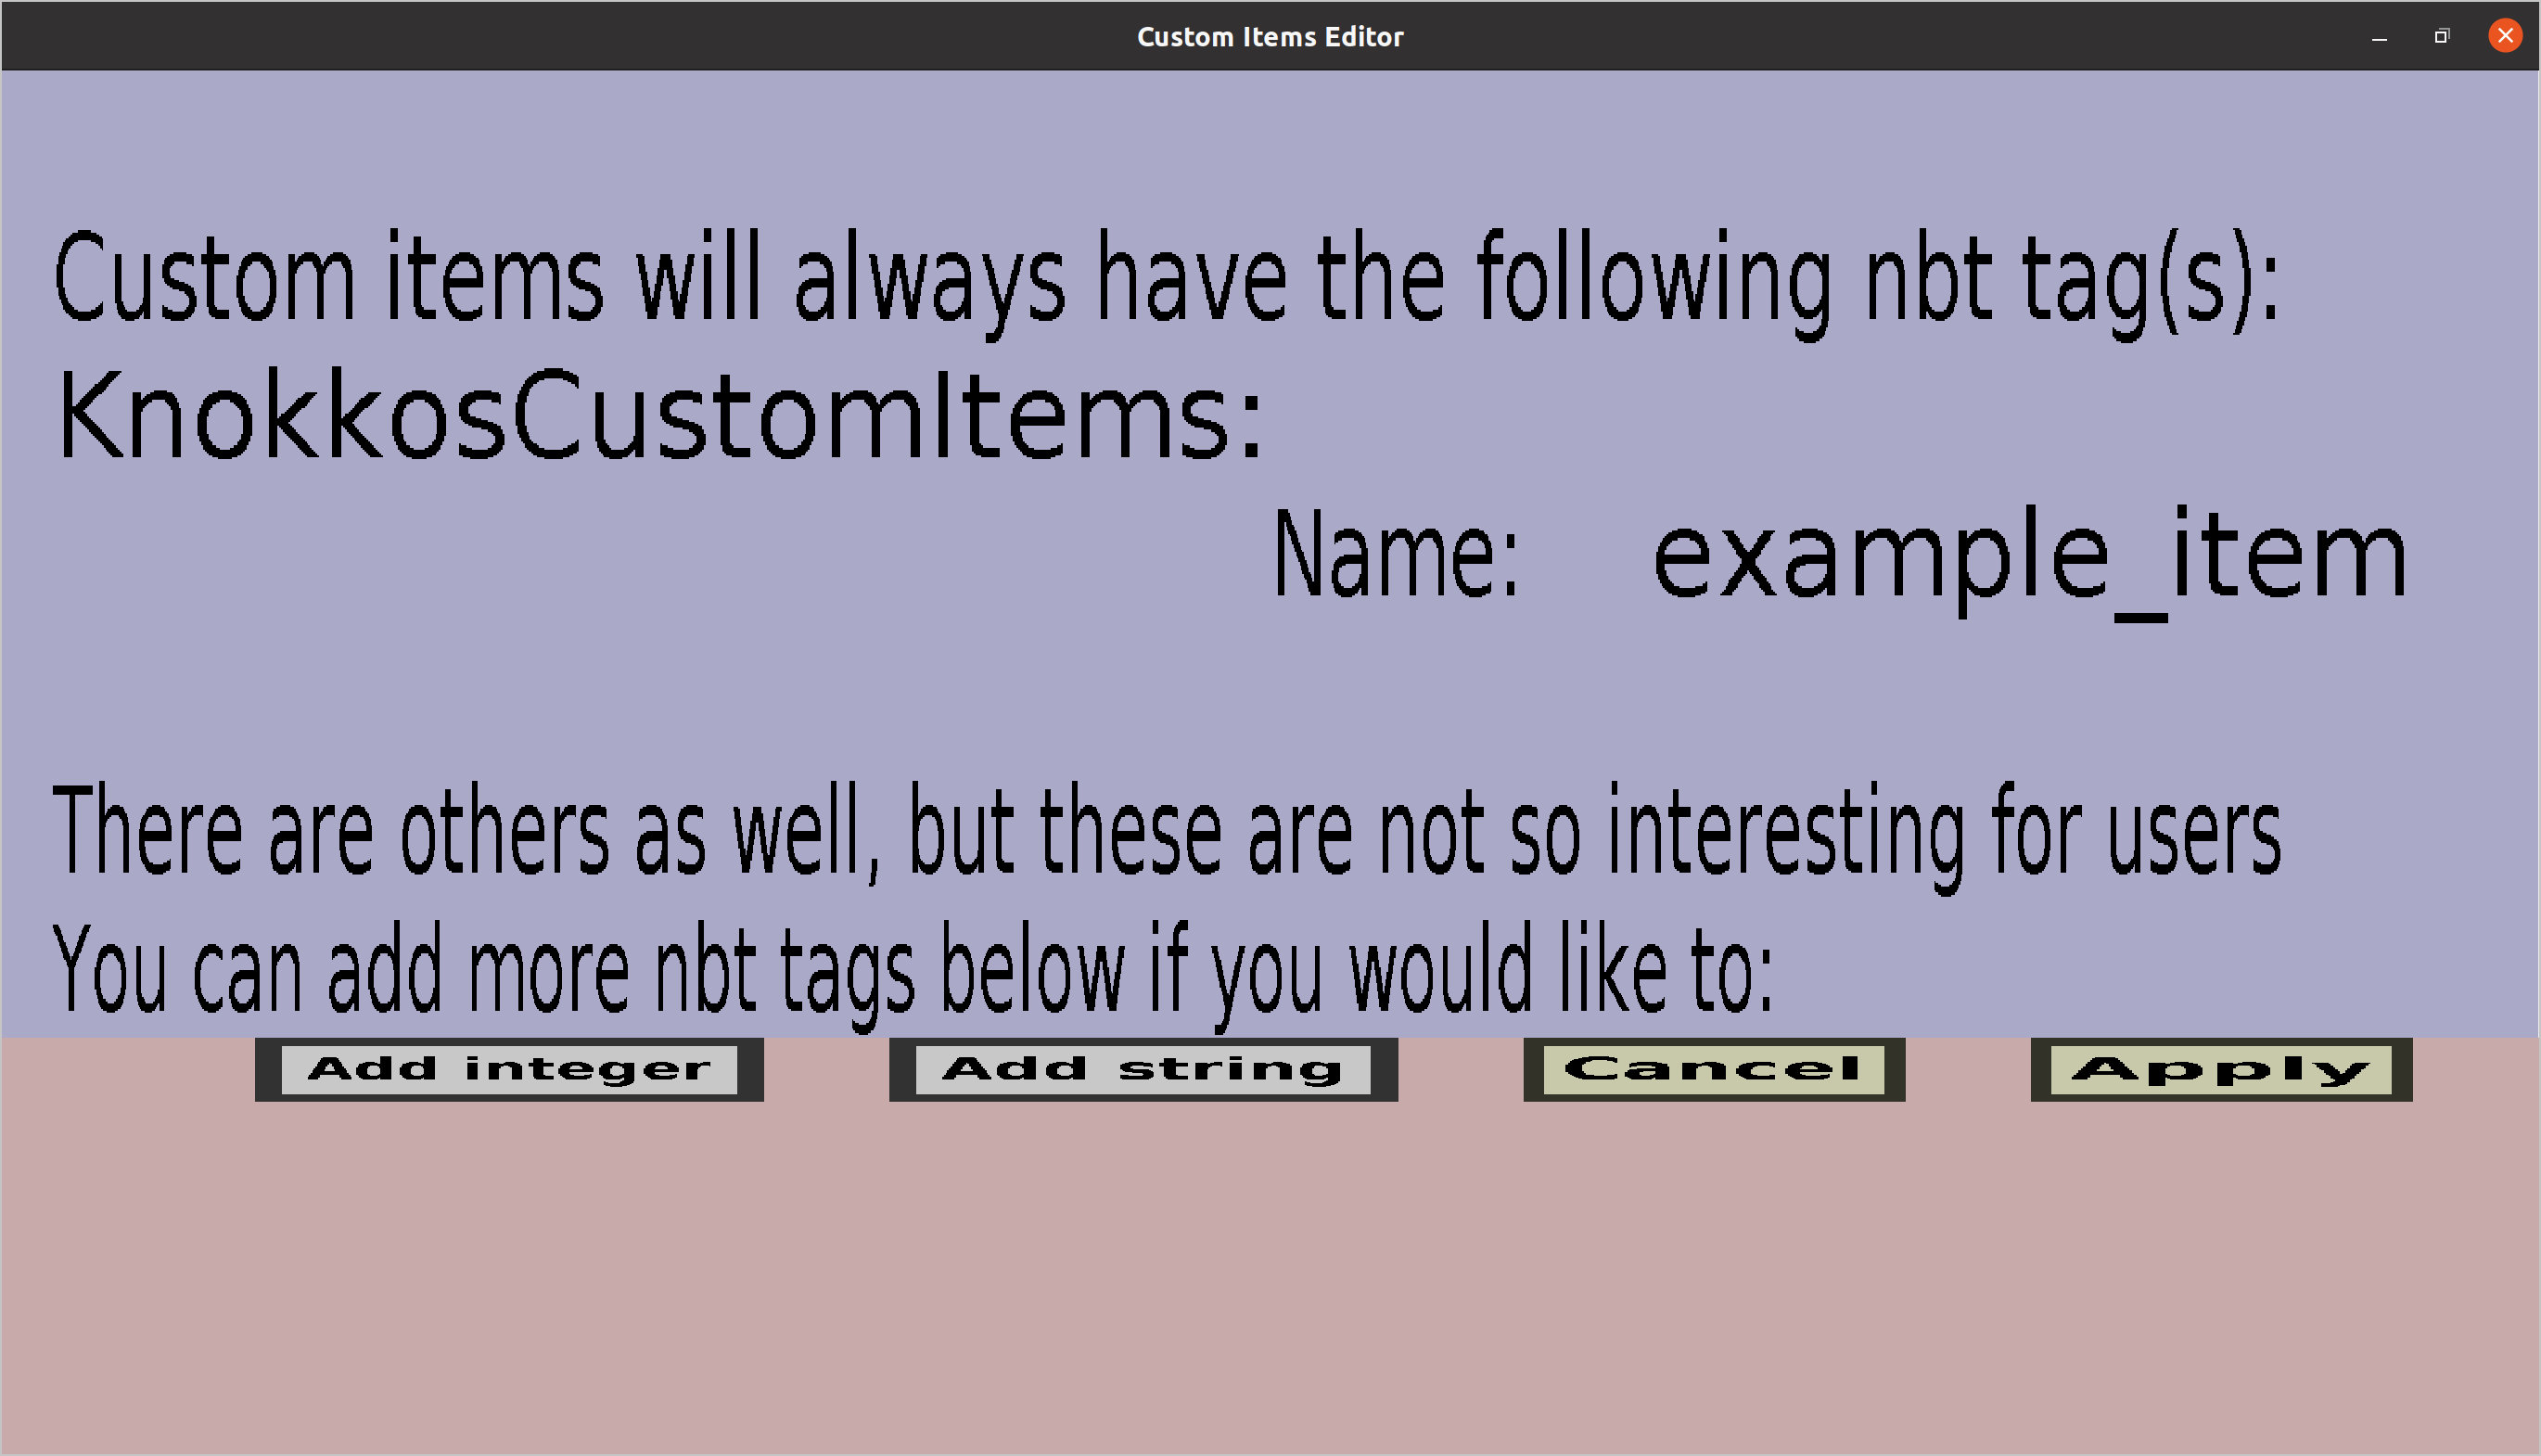 Custom Items Editor
Custom items will always have the following nbt tag(s):
KnokkosCustomItems:
Name: example_item
There are others as well, but these are not so interesting for users
You can add more nbt tags below if you would like to:
Add integer Add string Cancel Apply